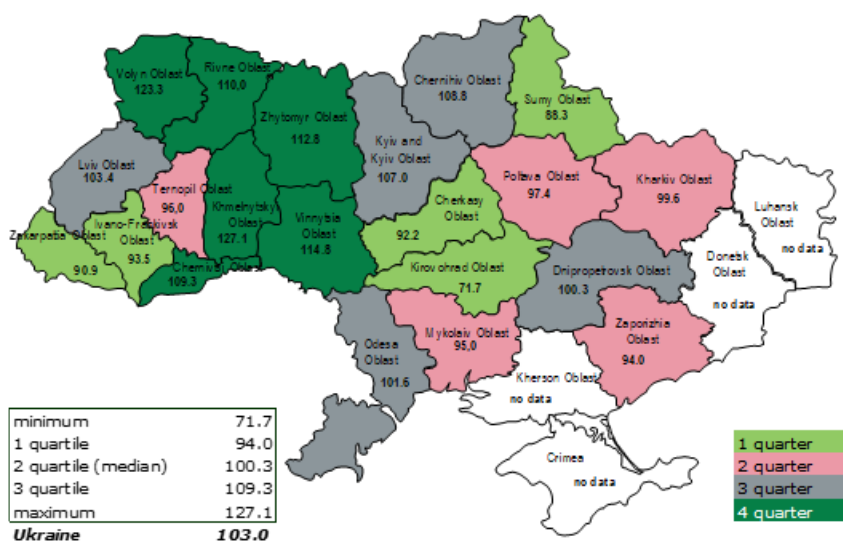 Volyn Oblast
123.3
Rivne Oblast
110,0
Zhytomyr Oblast
112.8
Chernihiv Oblast
108.8
Sumy Oblast
88.3
Kyiv and
Kyiv Oblast
107.0
Lviv Oblast
103.4
Ternopil Oblast
96,0
Khmelnytskyi
Oblast
127.1
Vinnytsia
Oblast
114.8
Cherkasy
Oblast
92.2
Poltava Oblast
97.4
Kharkiv Oblast
99.6
Luhansk
Oblast
no data
Zakarpattia Oblast
90.9
Ivano-Frankivsk
Oblast
93.5
Chernivtsi Oblast
109.3
Kirovohrad Oblast
71.7
Dnipropetrovsk Oblast
100.3
Donetsk
Oblast
no data
Odesa
Oblast
101.6
Mykolaiv Oblast
95,0
Zaporizhia
Oblast
94.0
Kherson Oblast
no data
Crimea
no data
minimum 71.7
1 quartile 94.0
2 quartile (median) 100.3
3 quartile 109.3
maximum 127.1
Ukraine 103.0
1 quarter
2 quarter
3 quarter
4 quarter